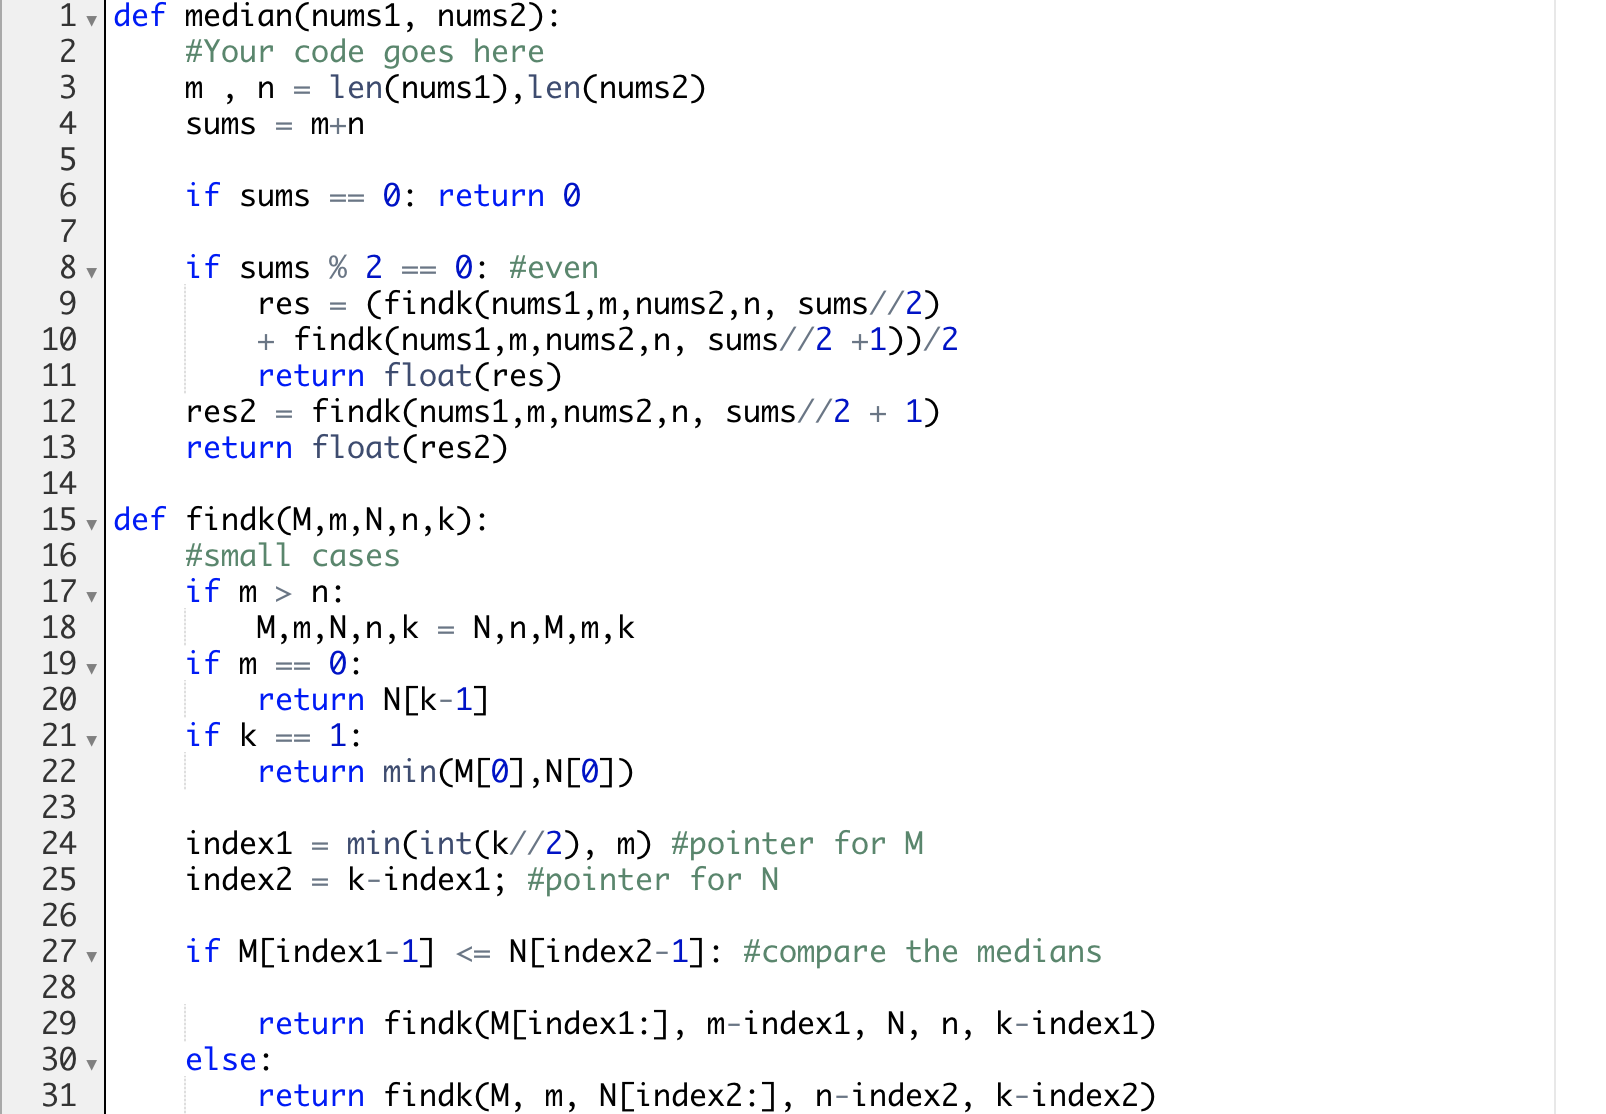 1 def median(nums1, nums2):
2     #Your code goes here
3     m , n = len(nums1),len(nums2)
4     sums = m+n
5
6     if sums == 0: return 0
7
8     if sums % 2 == 0: #even
9         res = (findk(nums1,m,nums2,n, sums//2)
10         + findk(nums1,m,nums2,n, sums//2 +1))/2
11         return float(res)
12     res2 = findk(nums1,m,nums2,n, sums//2 + 1)
13     return float(res2)
14
15 def findk(M,m,N,n,k):
16     #small cases
17     if m > n:
18         M,m,N,n,k = N,n,M,m,k
19     if m == 0:
20         return N[k-1]
21     if k == 1:
22         return min(M[0],N[0])
23
24     index1 = min(int(k//2), m) #pointer for M
25     index2 = k-index1; #pointer for N
26
27     if M[index1-1] <= N[index2-1]: #compare the medians
28
29         return findk(M[index1:], m-index1, N, n, k-index1)
30     else:
31         return findk(M, m, N[index2:], n-index2, k-index2)